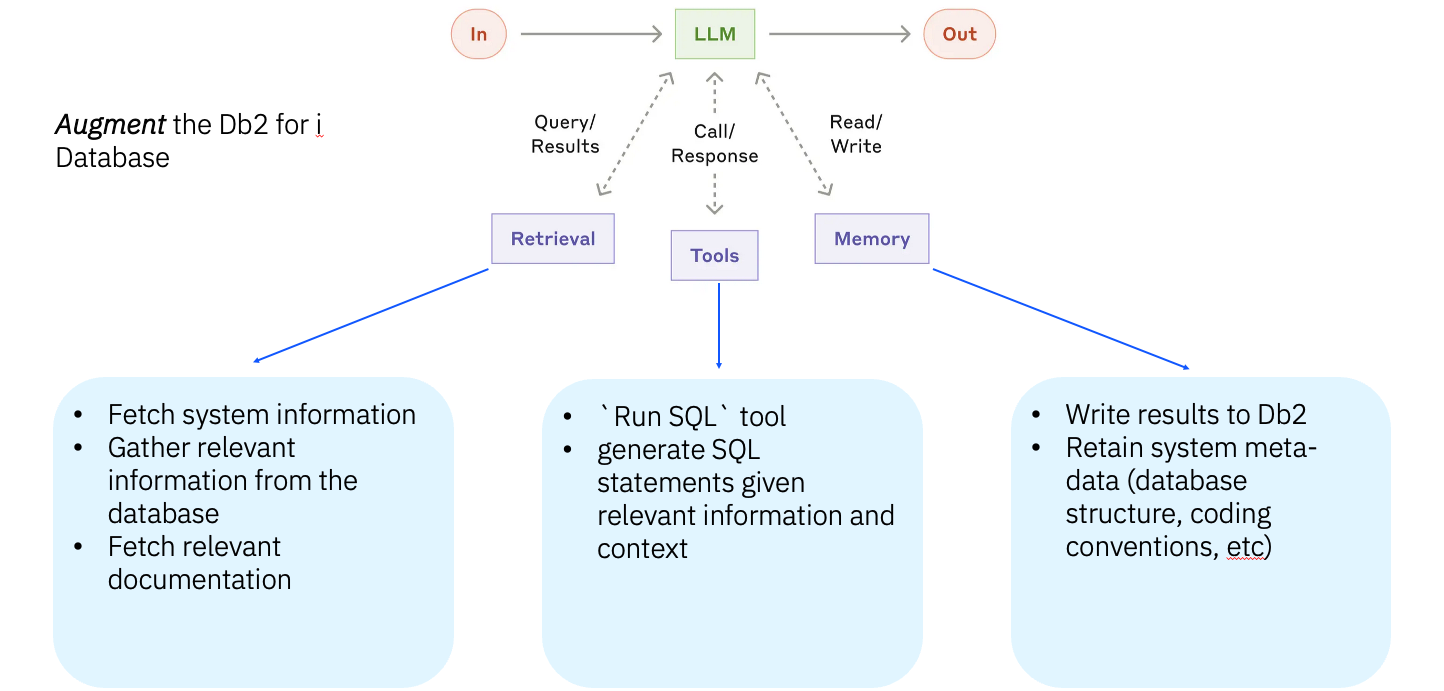 In
LLM
Out
Augment the Db2 for i
Database
Query/
Results
Call/
Response
Read/
Write
Retrieval
Tools
Memory
• Fetch system information
• Gather relevant
information from the
database
• Fetch relevant
documentation
• `Run SQL` tool
• generate SQL
statements given
relevant information and
context
• Write results to Db2
• Retain system meta-
data (database
structure, coding
conventions, etc)